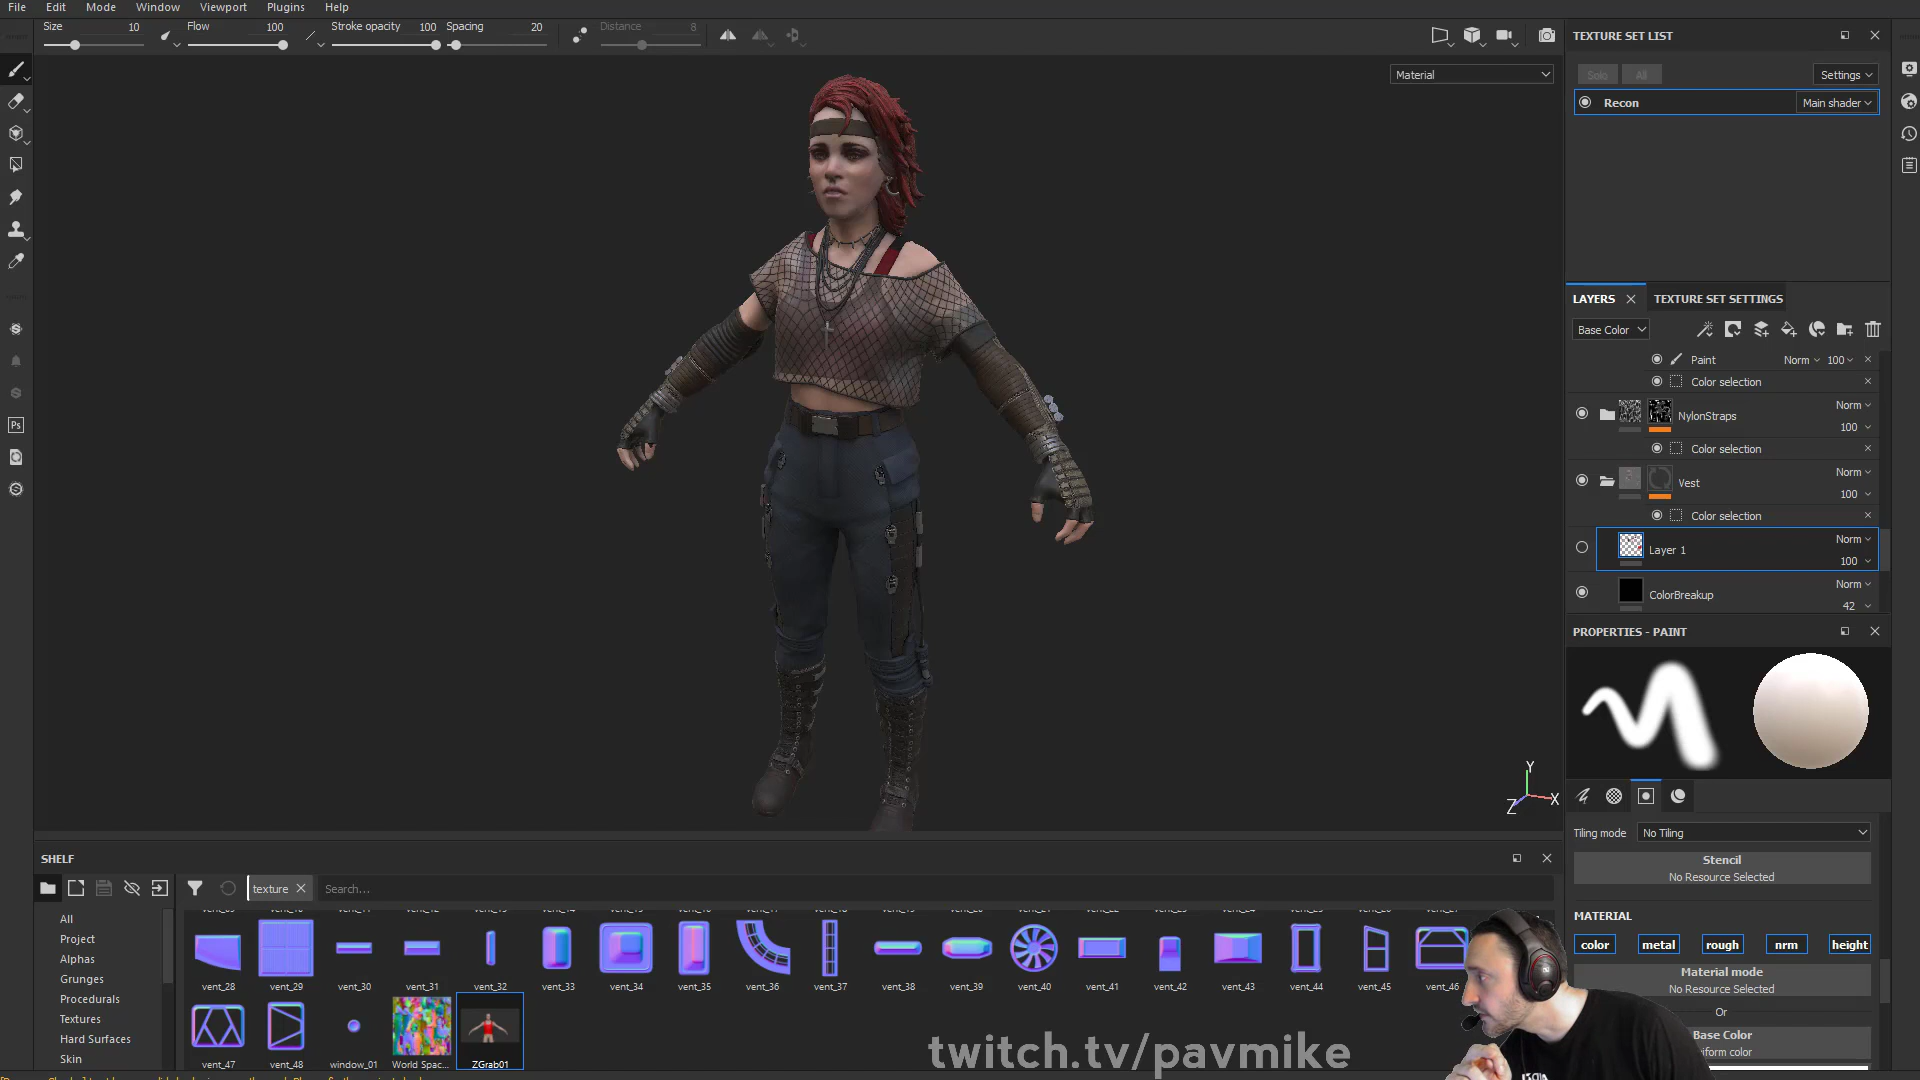 File Edit Mode Window Viewport Plugins Help
Size 10 Flow 100 Stroke opacity 100 Spacing 20 Distance 8
Material
TEXTURE SET LIST
Solo All Settings
Recon Main shader
LAYERS TEXTURE SET SETTINGS
Base Color
Paint Norm 100
Color selection
NylonStraps Norm 100
Color selection
Vest Norm 100
Color selection
Layer 1 Norm 100
ColorBreakup Norm 42
PROPERTIES - PAINT
Y
X
Z
Tiling mode No Tiling
Stencil
No Resource Selected
MATERIAL
color metal rough nrm height
Material mode
No Resource Selected
Or
Base Color
SHELF
texture Search...
All
Project
Alphas
Grunges
Procedurals
Textures
Hard Surfaces
Skin
vent_28 vent_29 vent_30 vent_31 vent_32 vent_33 vent_34 vent_35 vent_36 vent_37 vent_38 vent_39 vent_40 vent_41 vent_42 vent_43 vent_44 vent_45 vent_46
vent_47 vent_48 window_01 World Spac... ZGrab01
twitch.tv/pavmike
Ps